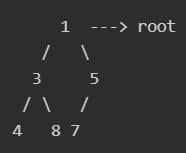 1 ---> root
/ \
3 5
/ \ /
4 8 7